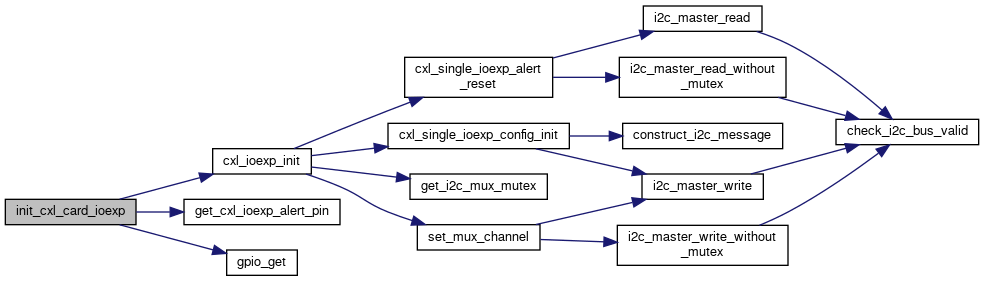 init_cxl_card_ioexp
cxl_ioexp_init
get_cxl_ioexp_alert_pin
gpio_get
cxl_single_ioexp_alert
_reset
cxl_single_ioexp_config_init
get_i2c_mux_mutex
set_mux_channel
i2c_master_read
i2c_master_read_without
_mutex
construct_i2c_message
i2c_master_write
i2c_master_write_without
_mutex
check_i2c_bus_valid